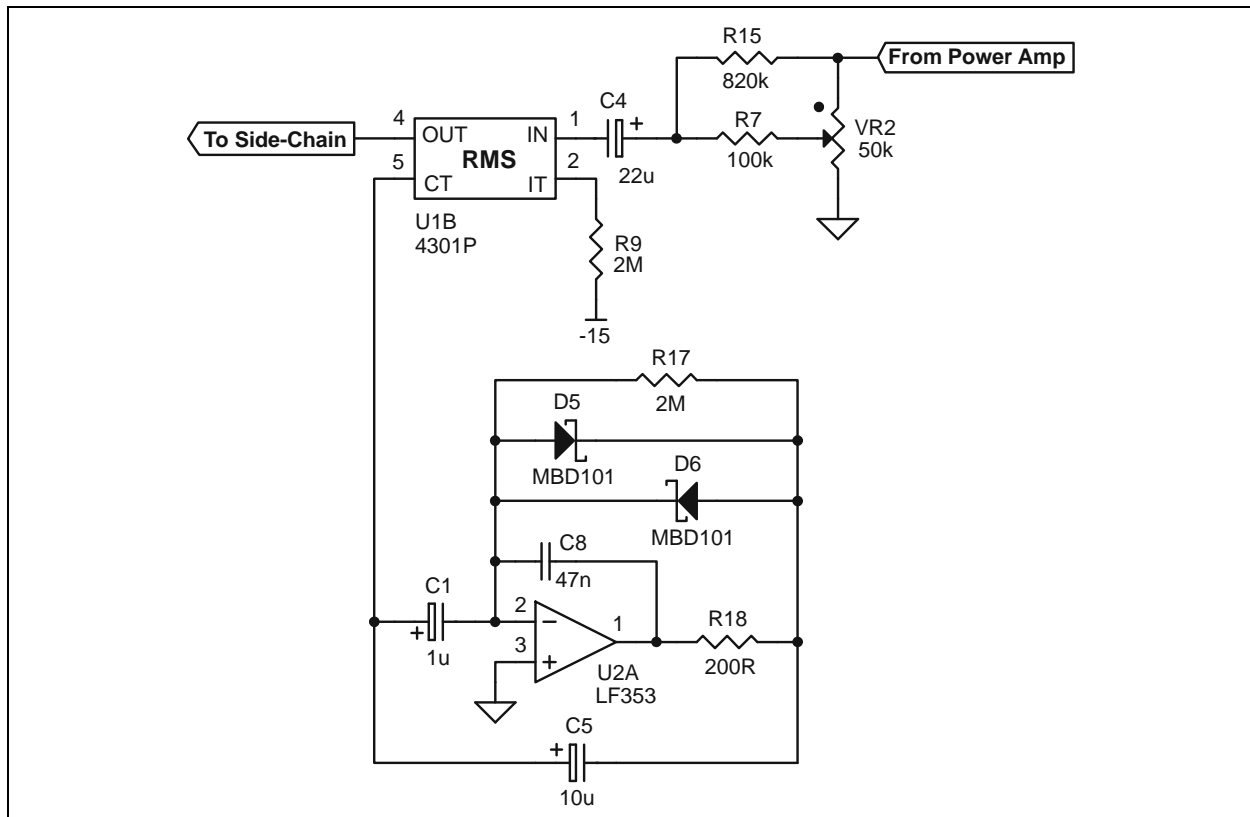 R15
820k
From Power Amp
To Side-Chain
4
OUT
IN
1
C4
+
22u
R7
100k
VR2
50k
RMS
5
CT
IT
2
U1B
4301P
R9
2M
-15
R17
2M
D5
MBD101
D6
MBD101
C8
47n
C1
+
1u
2
−
3
+
1
U2A
LF353
R18
200R
C5
+
10u